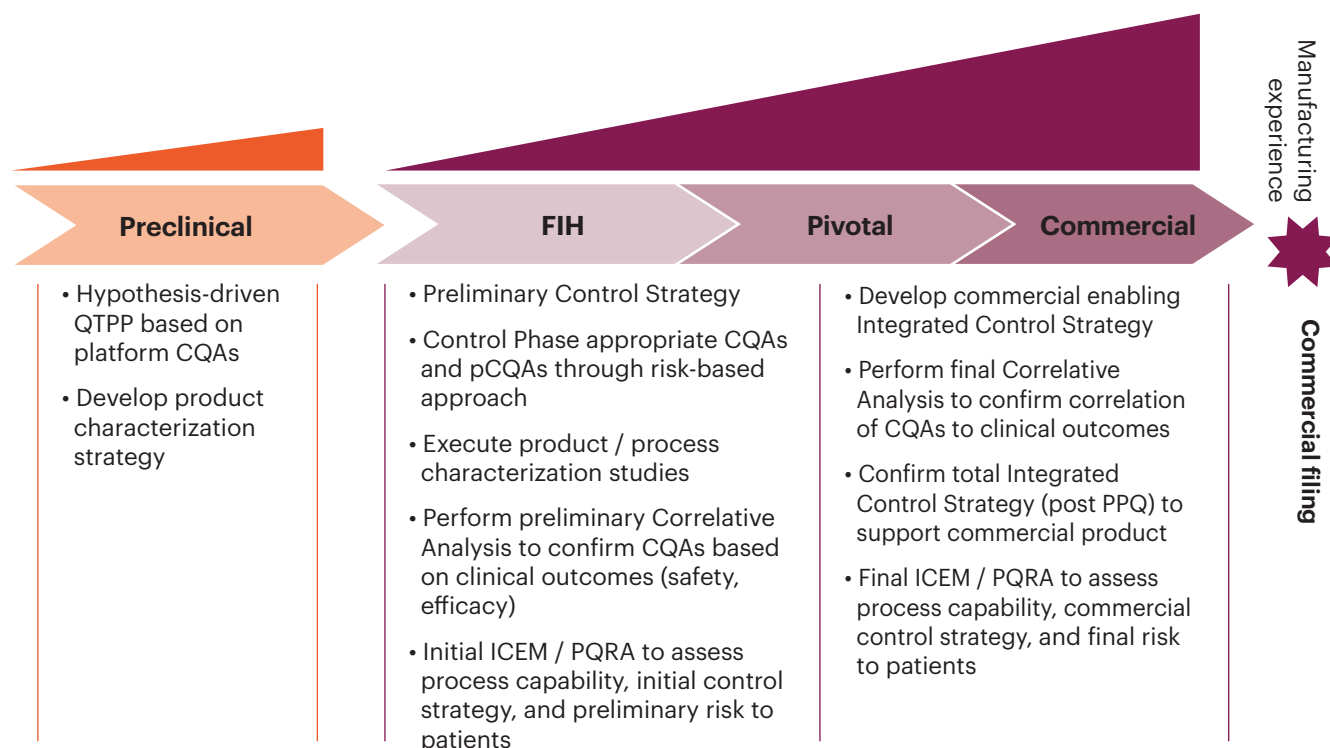 Manufacturing
experience
Preclinical
FIH
Pivotal
Commercial
• Hypothesis-driven
QTPP based on
platform CQAs
• Develop product
characterization
strategy
• Preliminary Control Strategy
• Control Phase appropriate CQAs
and pCQAs through risk-based
approach
• Execute product / process
characterization studies
• Perform preliminary Correlative
Analysis to confirm CQAs based
on clinical outcomes (safety,
efficacy)
• Initial ICEM / PQRA to assess
process capability, initial control
strategy, and preliminary risk to
patients
• Develop commercial enabling
Integrated Control Strategy
• Perform final Correlative
Analysis to confirm correlation
of CQAs to clinical outcomes
• Confirm total Integrated
Control Strategy (post PPQ) to
support commercial product
• Final ICEM / PQRA to assess
process capability, commercial
control strategy, and final risk
to patients
Commercial filing